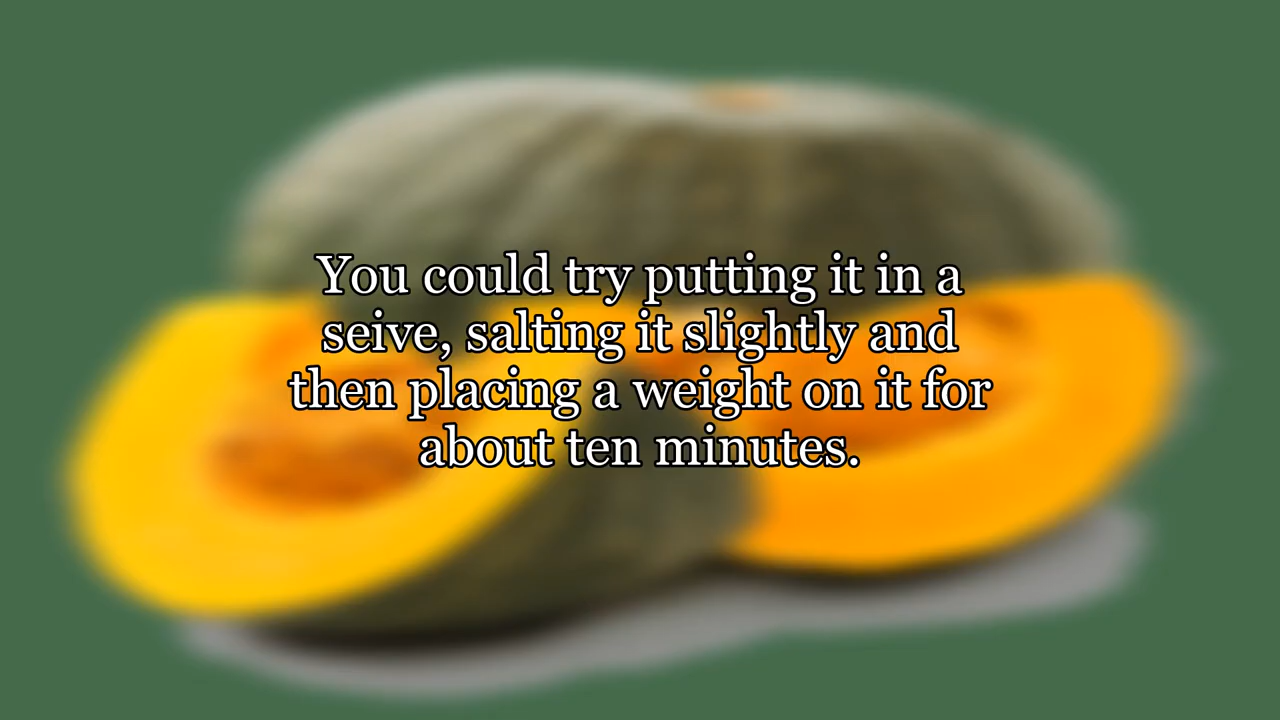 You could try putting it in a
seive, salting it slightly and
then placing a weight on it for
about ten minutes.